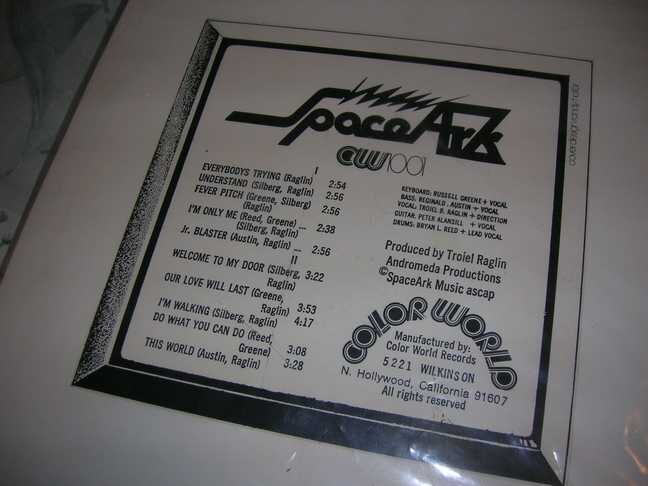 SpaceArk
CW1001
I
EVERYBODYS TRYING (Raglin) 2:54
UNDERSTAND (Silberg, Raglin) 2:56
FEVER PITCH (Greene, Silberg) 2:56
(Raglin)
I'M ONLY ME (Reed, Greene) ... 2:38
(Silberg, Raglin)
Jr. BLASTER (Austin, Raglin) ... 2:56
II
WELCOME TO MY DOOR (Silberg, 3:22
Raglin)
OUR LOVE WILL LAST (Greene, 3:53
Raglin)
I'M WALKING (Silberg, Raglin) 4:17
DO WHAT YOU CAN DO (Reed, 3:08
Greene)
THIS WORLD (Austin, Raglin) 3:28
KEYBOARD: RUSSELL GREENE + VOCAL
BASS: REGINALD . AUSTIN + VOCAL
VOCAL: TROIEL B. RAGLIN + DIRECTION
GUITAR: PETER ALANSILL + VOCAL
DRUMS: BRYAN L. REED + LEAD VOCAL
Produced by Troiel Raglin
Andromeda Productions
©SpaceArk Music ascap
COLOR WORLD
Manufactured by:
Color World Records
5221 WILKINSON
N. Hollywood, California 91607
All rights reserved
cover design